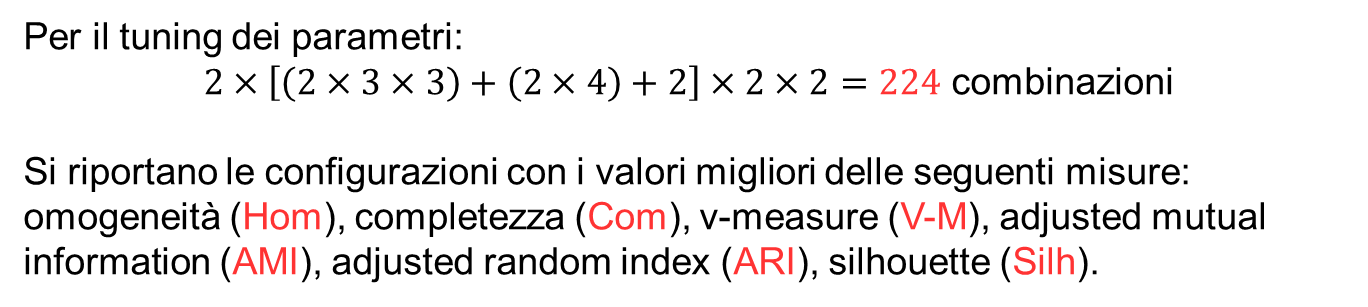 Per il tuning dei parametri:
2 × [(2 × 3 × 3) + (2 × 4) + 2] × 2 × 2 = 224 combinazioni
Si riportano le configurazioni con i valori migliori delle seguenti misure:
omogeneità (Hom), completezza (Com), v-measure (V-M), adjusted mutual
information (AMI), adjusted random index (ARI), silhouette (Silh).